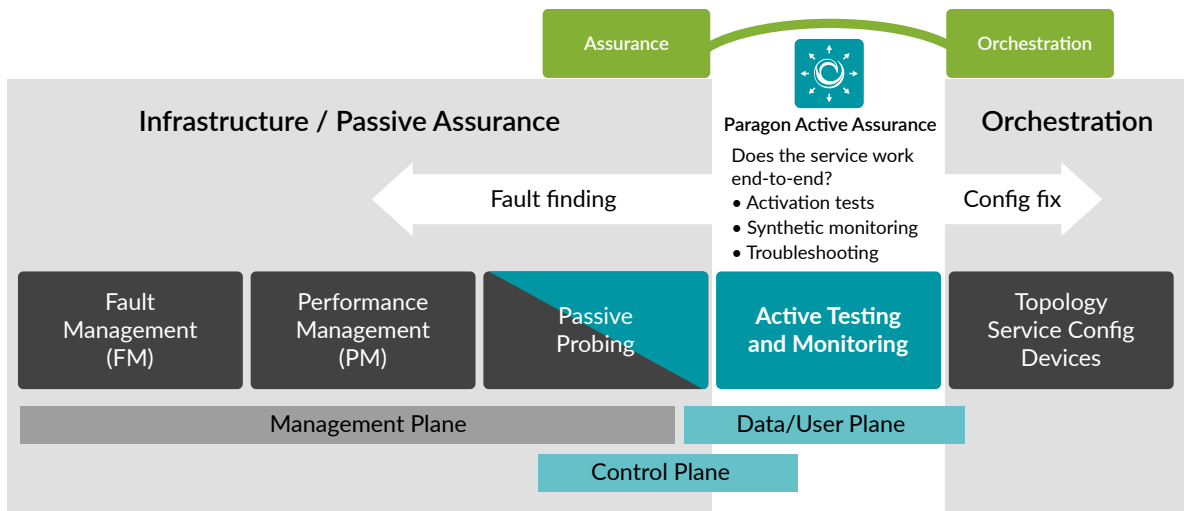 Assurance
Orchestration
Infrastructure / Passive Assurance
Paragon Active Assurance
Orchestration
Does the service work
end-to-end?
• Activation tests
• Synthetic monitoring
• Troubleshooting
Fault finding
Config fix
Fault
Management
(FM)
Performance
Management
(PM)
Passive
Probing
Active Testing
and Monitoring
Topology
Service Config
Devices
Management Plane
Data/User Plane
Control Plane